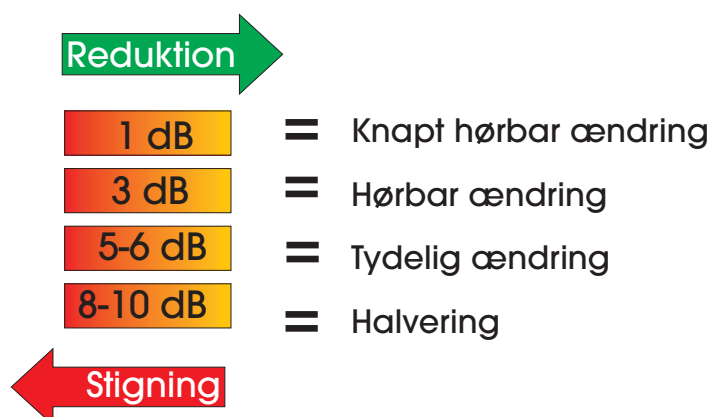 Reduktion
1 dB = Knapt hørbar ændring
3 dB = Hørbar ændring
5-6 dB = Tydelig ændring
8-10 dB = Halvering
Stigning